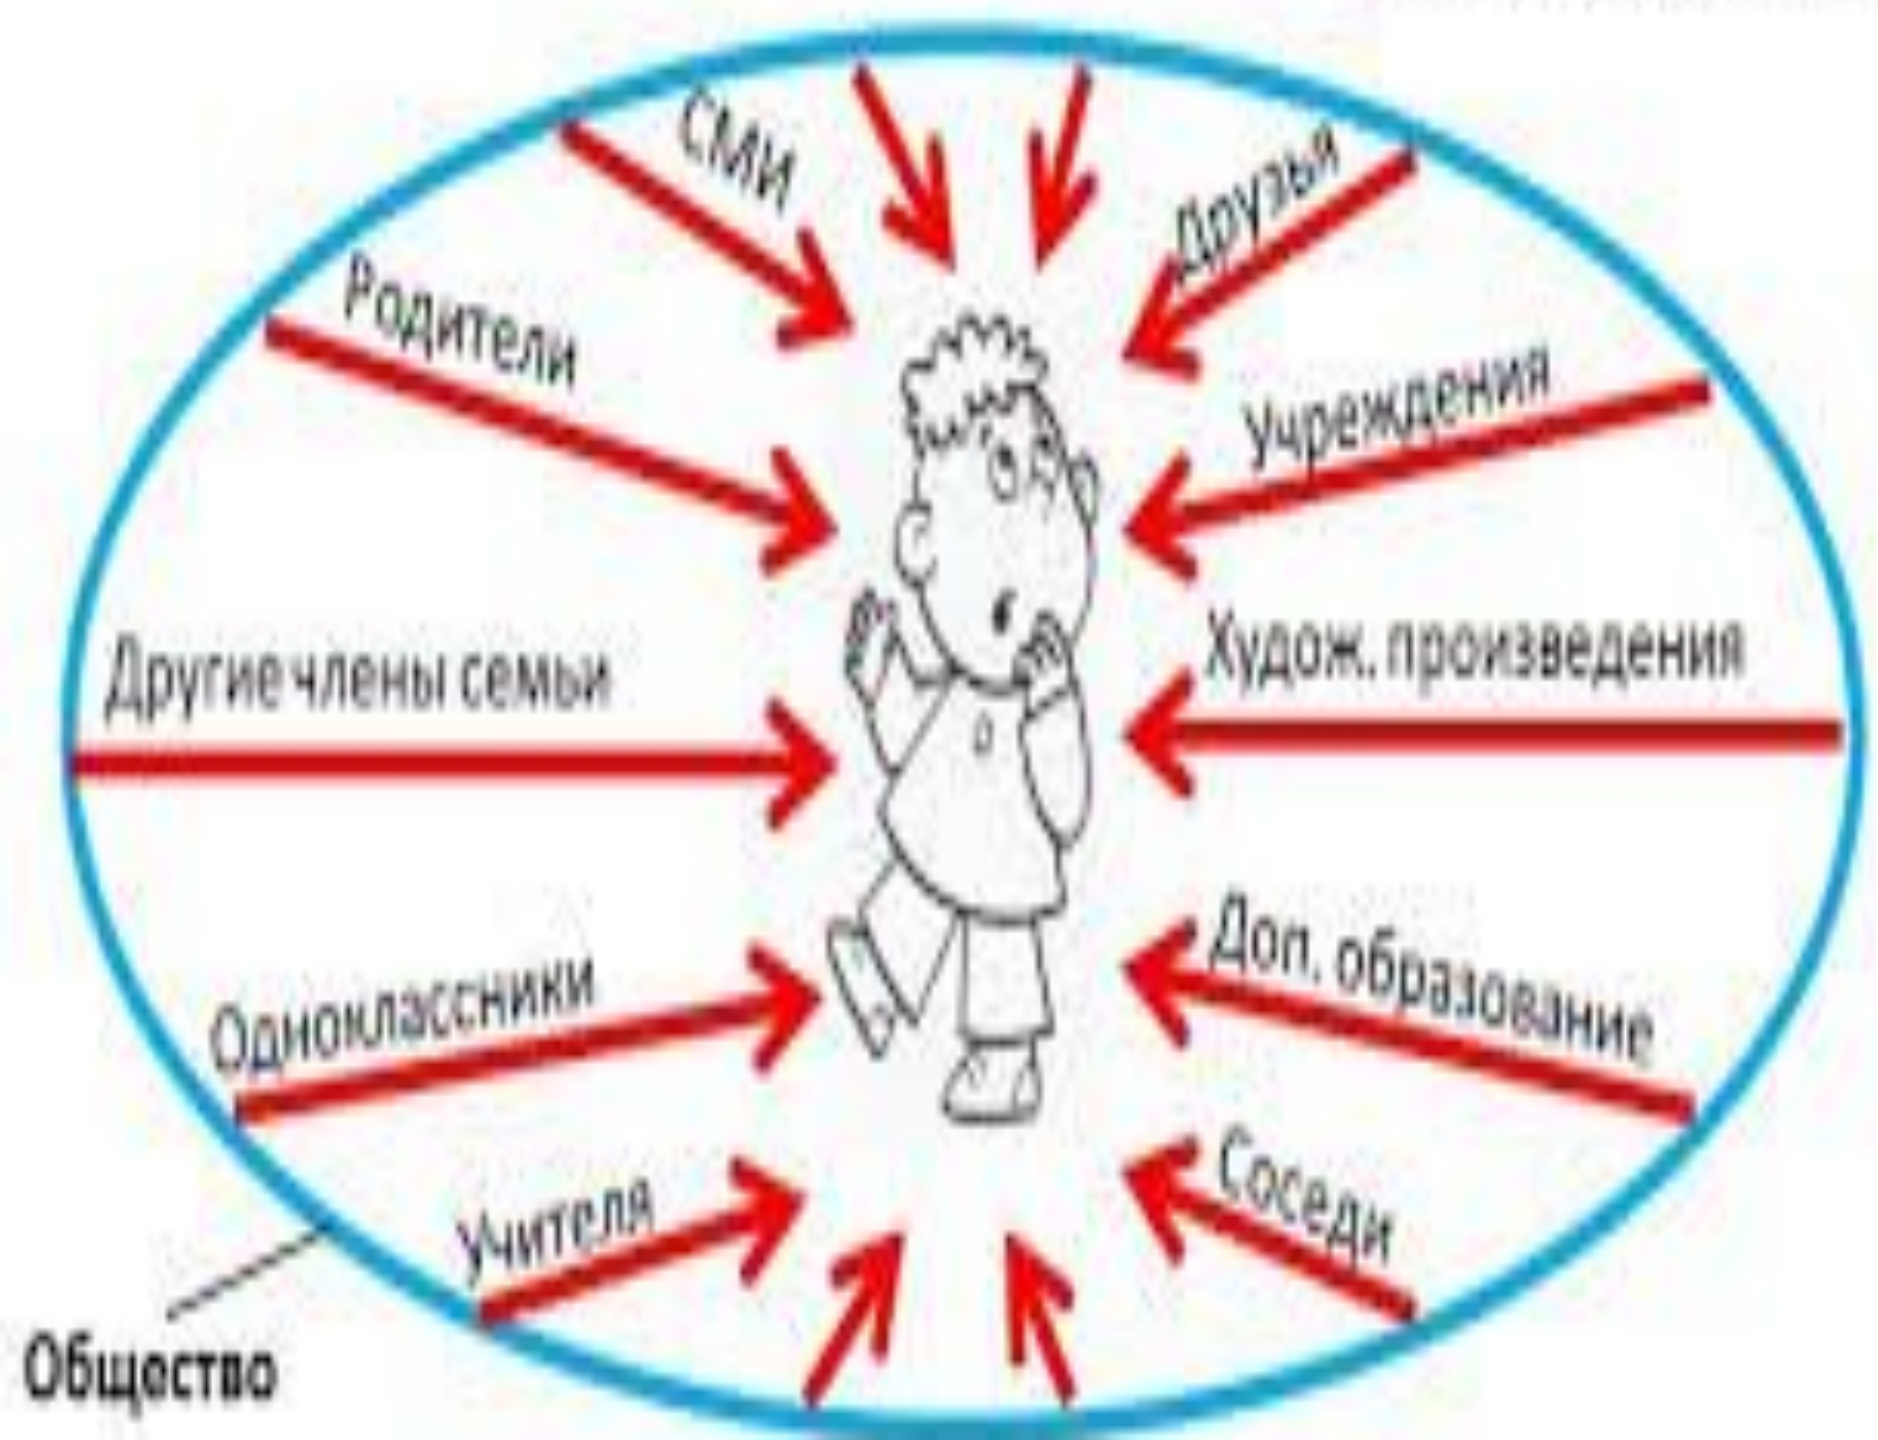 СМИ
Друзья
Родители
Учреждения
Другие члены семьи
Худож. произведения
Одноклассники
Доп. образование
Учителя
Соседи
Общество